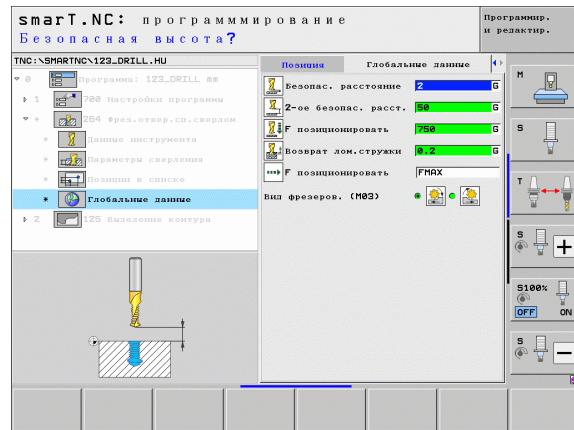 smarT.NC: программмирование
Программир. и редактир.
Безопасная высота?
TNC:\SMARTNC\123_DRILL.HU
Позиция Глобальные данные
0 Программа: 123_DRILL mm
1 700 Настройки программы
* 264 Фрез.отвер.сп.сверлом
* Данные инструмента
* Параметры сверления
* Позиции в списке
* Глобальные данные
2 125 Выделение контура
Безопас. расстояние 2 G
2-ое безопас. расст. 50 G
F позиционировать 750 G
Возврат лом.стружки 0.2 G
F позиционировать FMAX
Вид фрезеров. (M03)
M
S
T
S
S100%
OFF ON
S